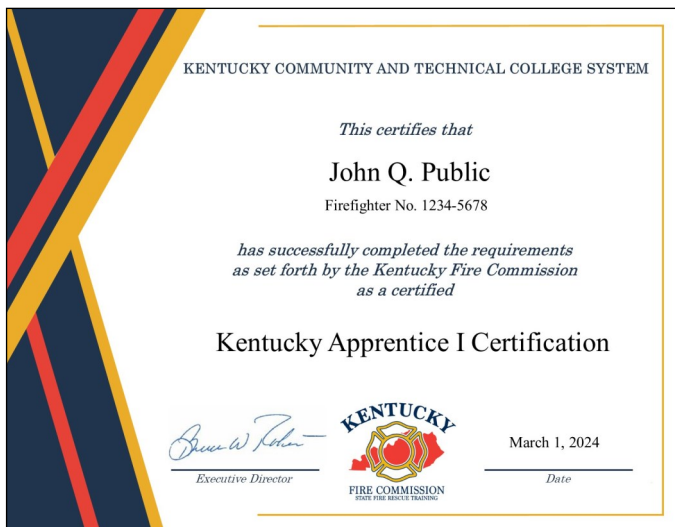 KENTUCKY COMMUNITY AND TECHNICAL COLLEGE SYSTEM
This certifies that
John Q. Public
Firefighter No. 1234-5678
has successfully completed the requirements
as set forth by the Kentucky Fire Commission
as a certified
Kentucky Apprentice I Certification
KENTUCKY
FIRE COMMISSION
STATE FIRE RESCUE TRAINING
March 1, 2024
Executive Director
Date